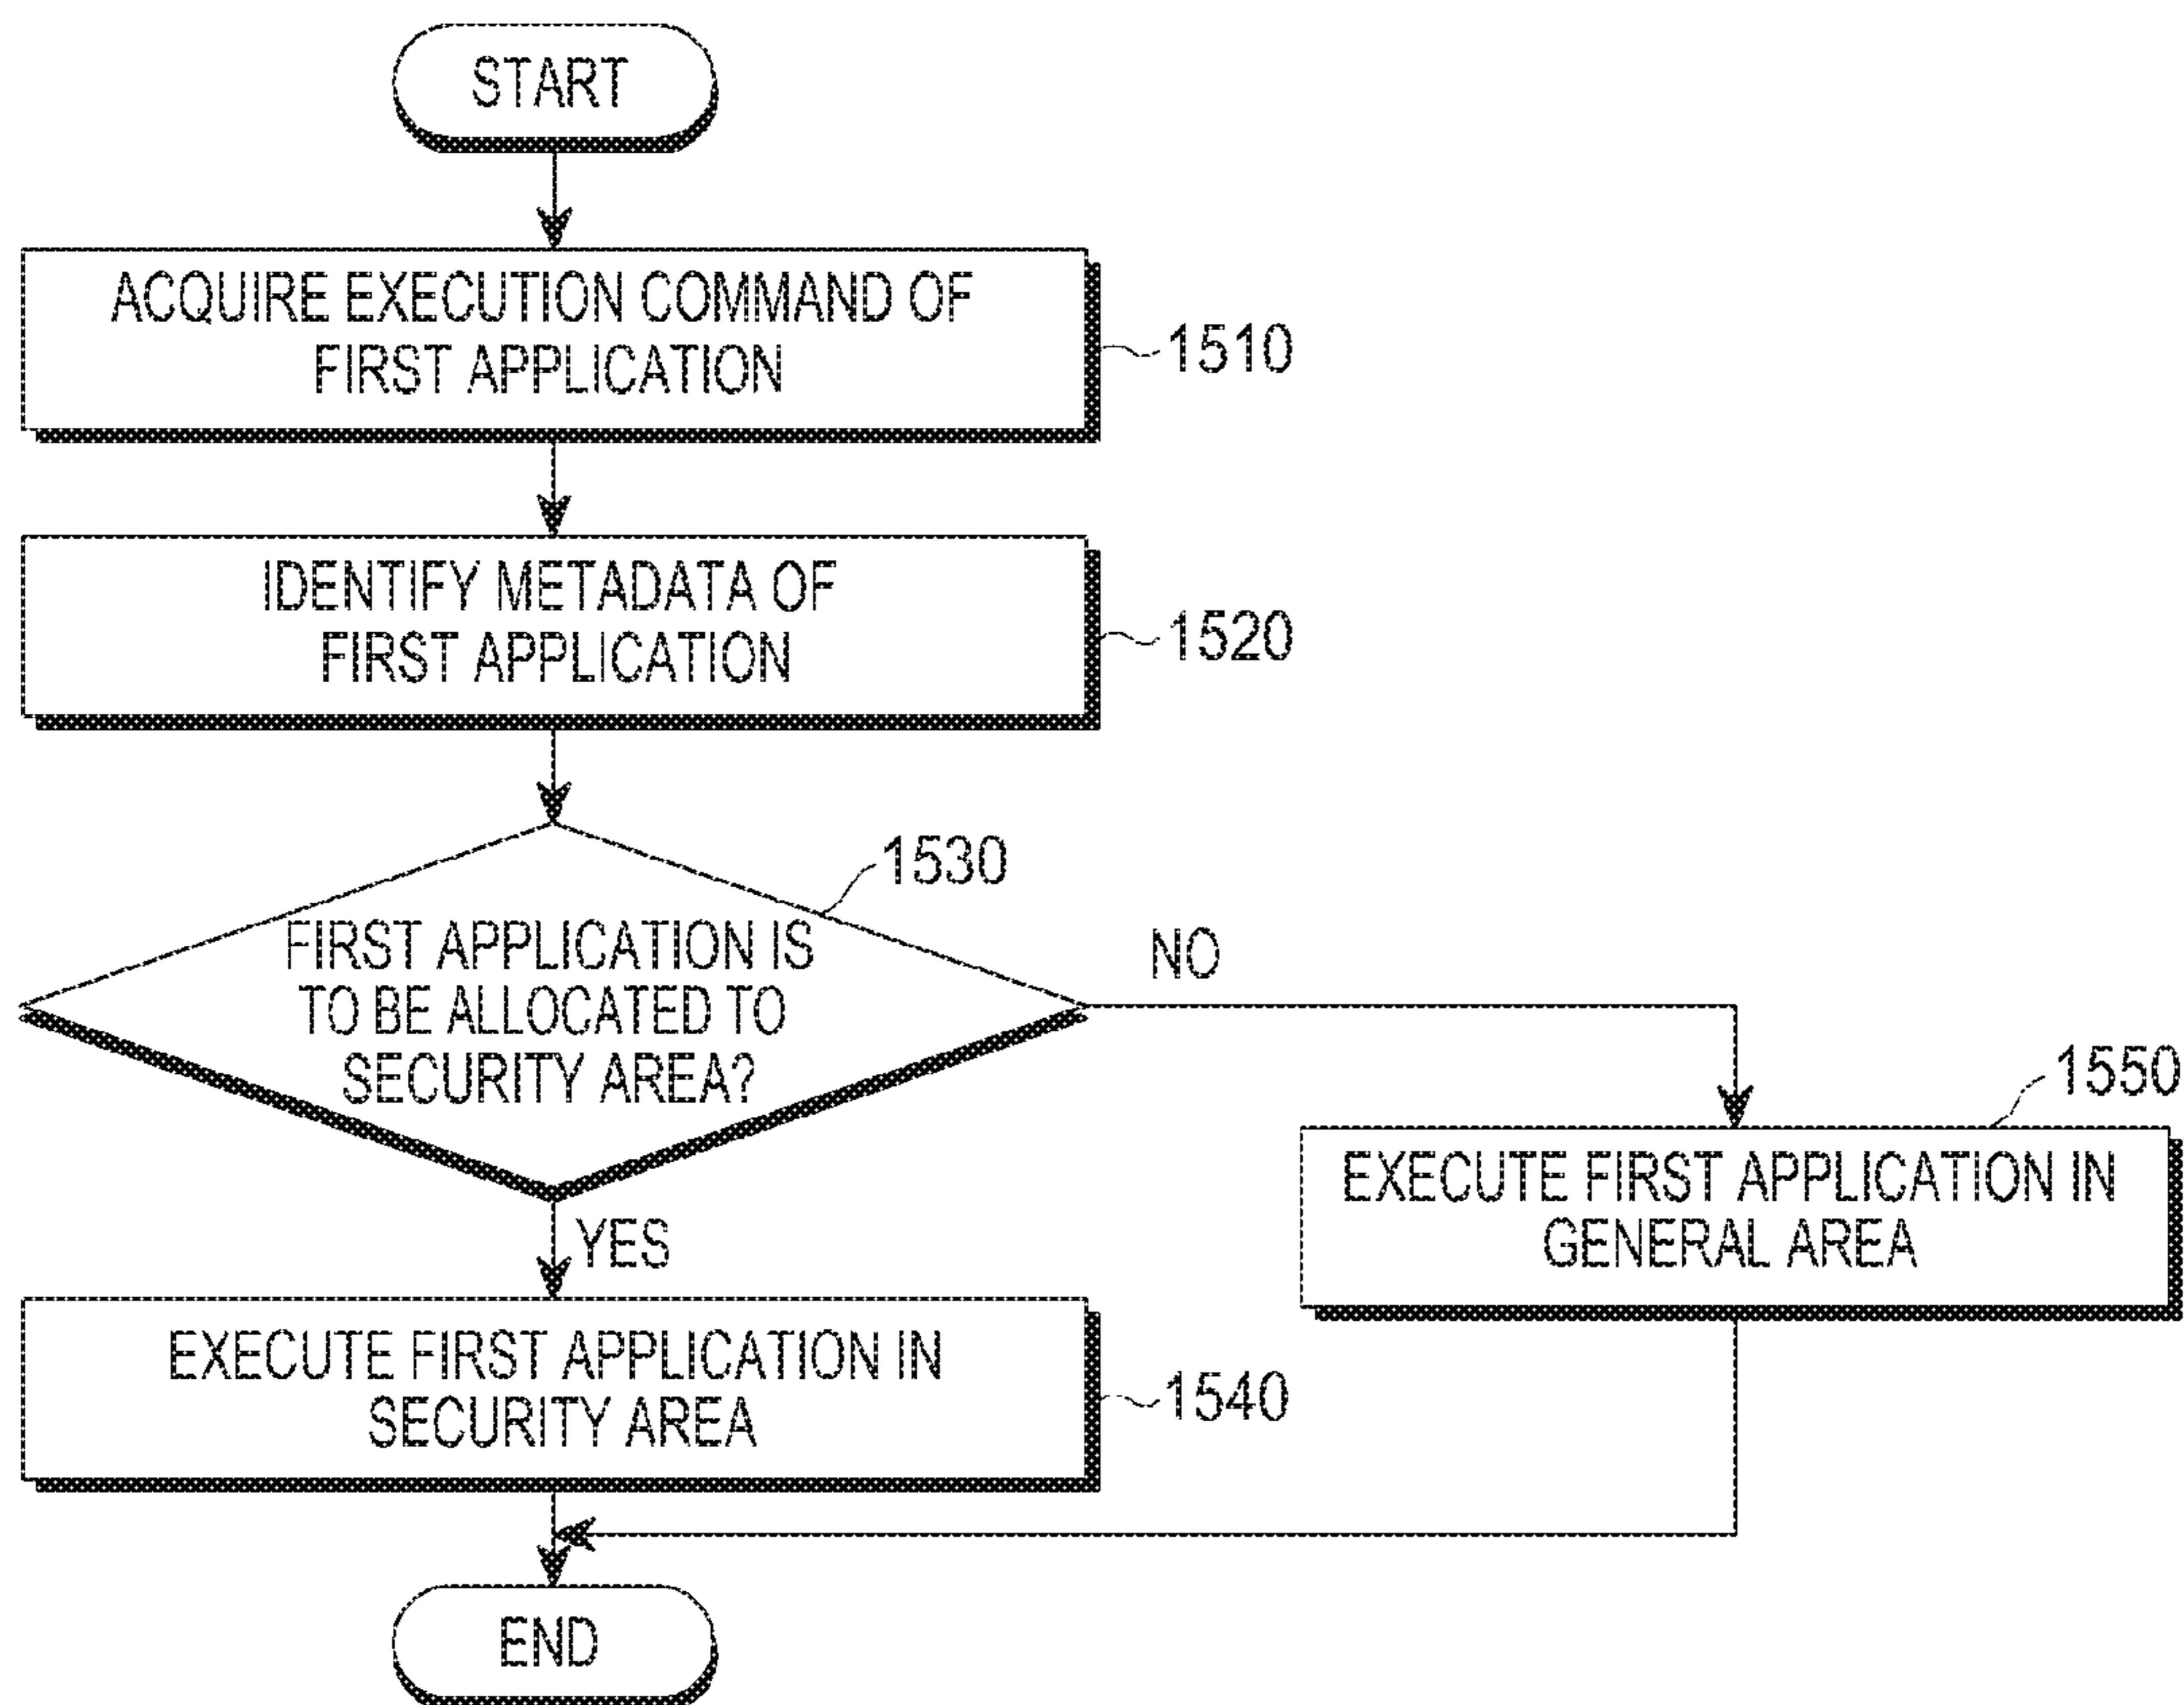 START
ACQUIRE EXECUTION COMMAND OF
FIRST APPLICATION
1510
IDENTIFY METADATA OF
FIRST APPLICATION
1520
1530
FIRST APPLICATION IS
TO BE ALLOCATED TO
SECURITY AREA?
NO
YES
1550
EXECUTE FIRST APPLICATION IN
GENERAL AREA
EXECUTE FIRST APPLICATION IN
SECURITY AREA
1540
END